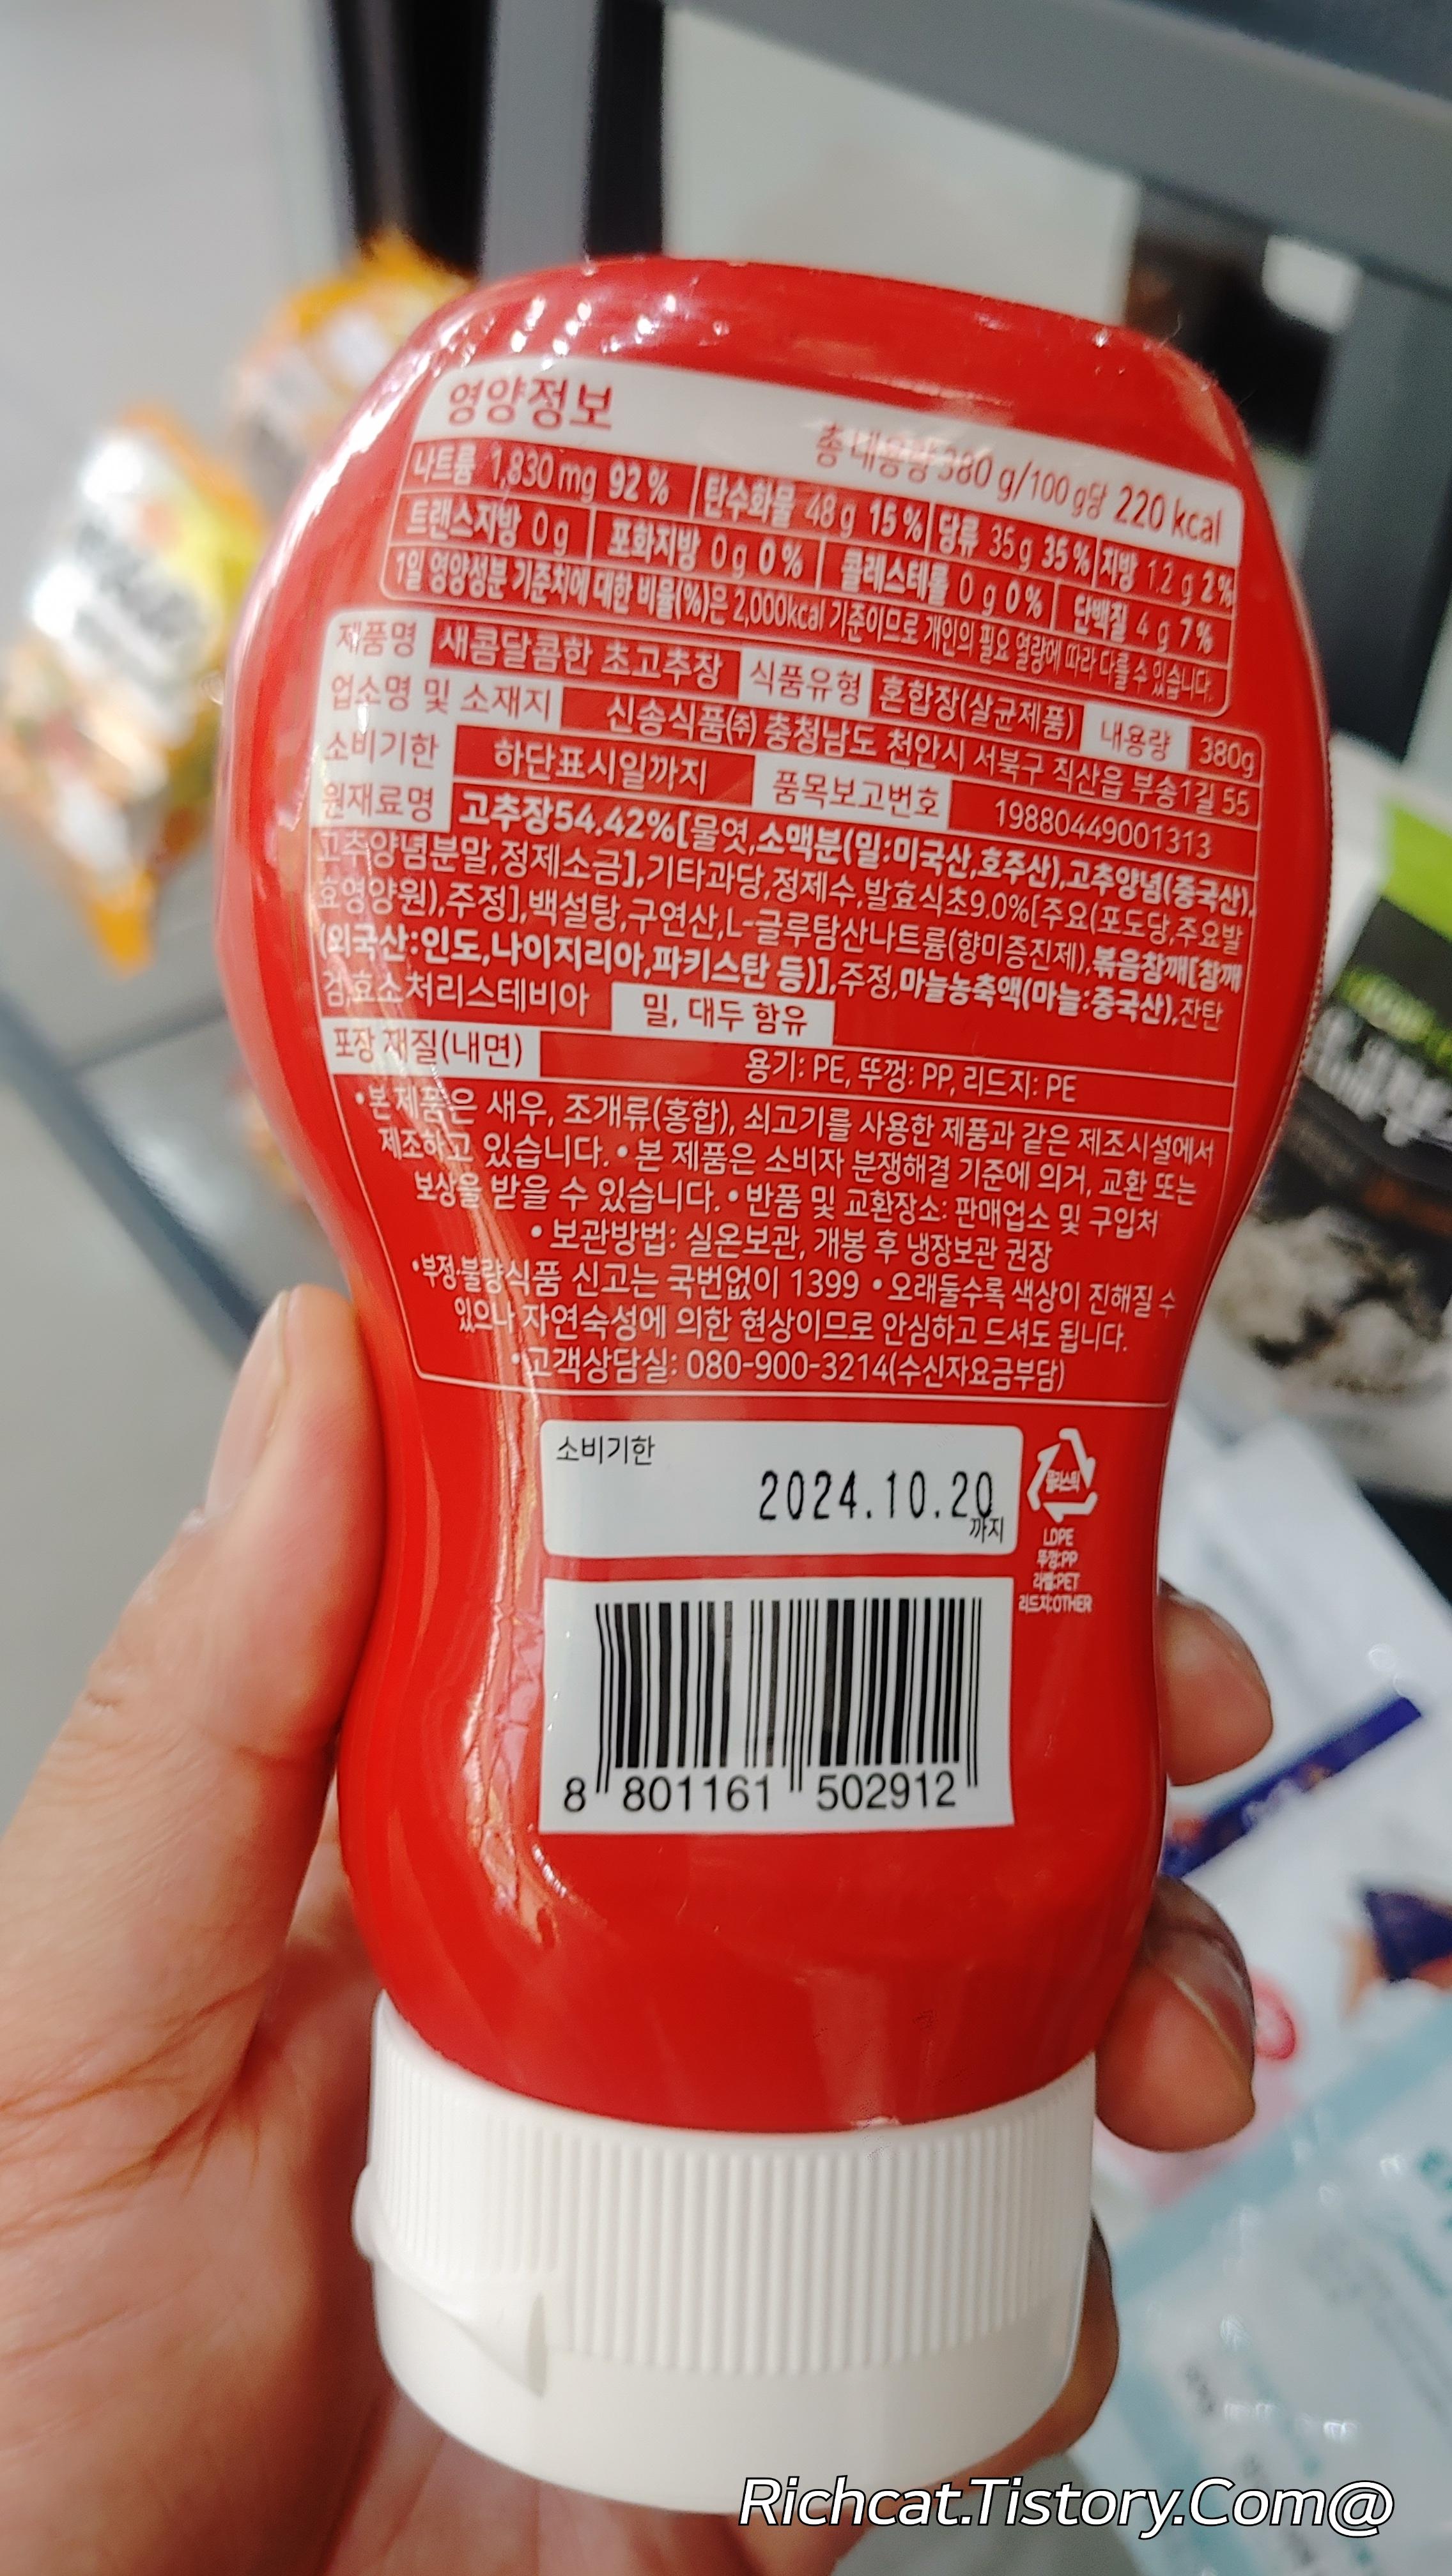 영양정보
총 내용량 380 g/100 g당 220 kcal
나트륨 1,830 mg 92 % 탄수화물 48 g 15 % 당류 35 g 35 % 지방 1.2 g 2 %
트랜스지방 0 g 포화지방 0 g 0 % 콜레스테롤 0 g 0 % 단백질 4 g 7 %
1일 영양성분 기준치에 대한 비율(%)은 2,000kcal 기준이므로 개인의 필요 열량에 따라 다를 수 있습니다.
제품명 새콤달콤한 초고추장 식품유형 혼합장(살균제품) 내용량 380g
업소명 및 소재지 신송식품㈜ 충청남도 천안시 서북구 직산읍 부송1길 55
소비기한 하단표시일까지 품목보고번호 19880449001313
원재료명 고추장54.42%[물엿,소맥분(밀:미국산,호주산),고추양념(중국산),
고추양념분말,정제소금],기타과당,정제수,발효식초9.0%[주요(포도당,주요발
효영양원),주정],백설탕,구연산,L-글루탐산나트륨(향미증진제),볶음참깨[참깨
(외국산:인도,나이지리아,파키스탄 등)],주정,마늘농축액(마늘:중국산),잔탄
검,효소처리스테비아 밀, 대두 함유
포장 재질(내면) 용기: PE, 뚜껑: PP, 리드지: PE
•본 제품은 새우, 조개류(홍합), 쇠고기를 사용한 제품과 같은 제조시설에서
제조하고 있습니다. •본 제품은 소비자 분쟁해결 기준에 의거, 교환 또는
보상을 받을 수 있습니다. •반품 및 교환장소: 판매업소 및 구입처
•보관방법: 실온보관, 개봉 후 냉장보관 권장
•부정·불량식품 신고는 국번없이 1399 •오래둘수록 색상이 진해질 수
있으나 자연숙성에 의한 현상이므로 안심하고 드셔도 됩니다.
•고객상담실: 080-900-3214(수신자요금부담)
소비기한
2024.10.20
까지
플라스틱
LDPE
뚜껑:PP
라벨:PET
리드지:OTHER
8 801161 502912
Richcat.Tistory.Com@